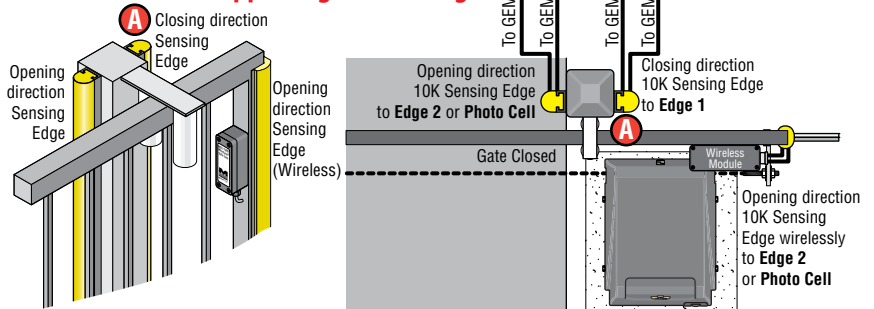 A Closing direction
Sensing
Edge
Opening
direction
Sensing
Edge
Opening
direction
Sensing
Edge
(Wireless)
To GEM
To GEM
To GEM
To GEM
Opening direction
10K Sensing Edge
to Edge 2 or Photo Cell
Closing direction
10K Sensing Edge
to Edge 1
A
Gate Closed
Wireless
Module
Opening direction
10K Sensing
Edge wirelessly
to Edge 2
or Photo Cell